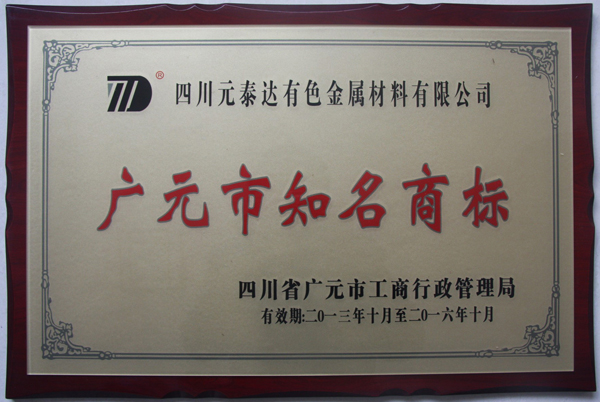 ® 四川元泰达有色金属材料有限公司
广元市知名商标
四川省广元市工商行政管理局
有效期:二〇一三年十月至二〇一六年十月